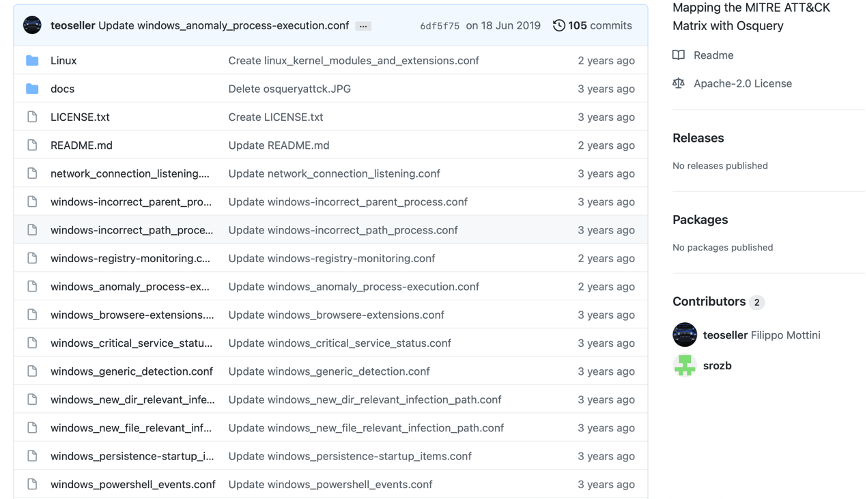 teoseller Update windows_anomaly_process-execution.conf ... 6df5f75 on 18 Jun 2019 105 commits
Linux Create linux_kernel_modules_and_extensions.conf 2 years ago
docs Delete osqueryattck.JPG 3 years ago
LICENSE.txt Create LICENSE.txt 3 years ago
README.md Update README.md 2 years ago
network_connection_listening.... Update network_connection_listening.conf 3 years ago
windows-incorrect_parent_pro... Update windows-incorrect_parent_process.conf 3 years ago
windows-incorrect_path_proce... Update windows-incorrect_path_process.conf 3 years ago
windows-registry-monitoring.c... Update windows-registry-monitoring.conf 2 years ago
windows_anomaly_process-ex... Update windows_anomaly_process-execution.conf 2 years ago
windows_browsere-extensions.... Update windows_browsere-extensions.conf 3 years ago
windows_critical_service_statu... Update windows_critical_service_status.conf 3 years ago
windows_generic_detection.conf Update windows_generic_detection.conf 3 years ago
windows_new_dir_relevant_infe... Update windows_new_dir_relevant_infection_path.conf 3 years ago
windows_new_file_relevant_inf... Update windows_new_file_relevant_infection_path.conf 3 years ago
windows_persistence-startup_i... Update windows_persistence-startup_items.conf 3 years ago
windows_powershell_events.conf Update windows_powershell_events.conf 3 years ago
Mapping the MITRE ATT&CK
Matrix with Osquery
Readme
Apache-2.0 License
Releases
No releases published
Packages
No packages published
Contributors 2
teoseller Filippo Mottini
srozb